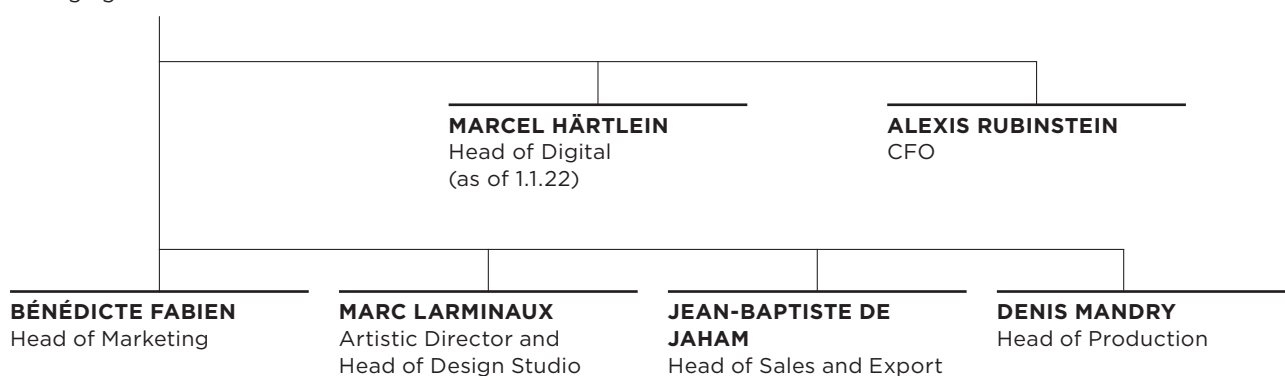 MARCEL HÄRTLEIN
Head of Digital
(as of 1.1.22)
ALEXIS RUBINSTEIN
CFO
BÉNÉDICTE FABIEN
Head of Marketing
MARC LARMINAUX
Artistic Director and
Head of Design Studio
JEAN-BAPTISTE DE
JAHAM
Head of Sales and Export
DENIS MANDRY
Head of Production